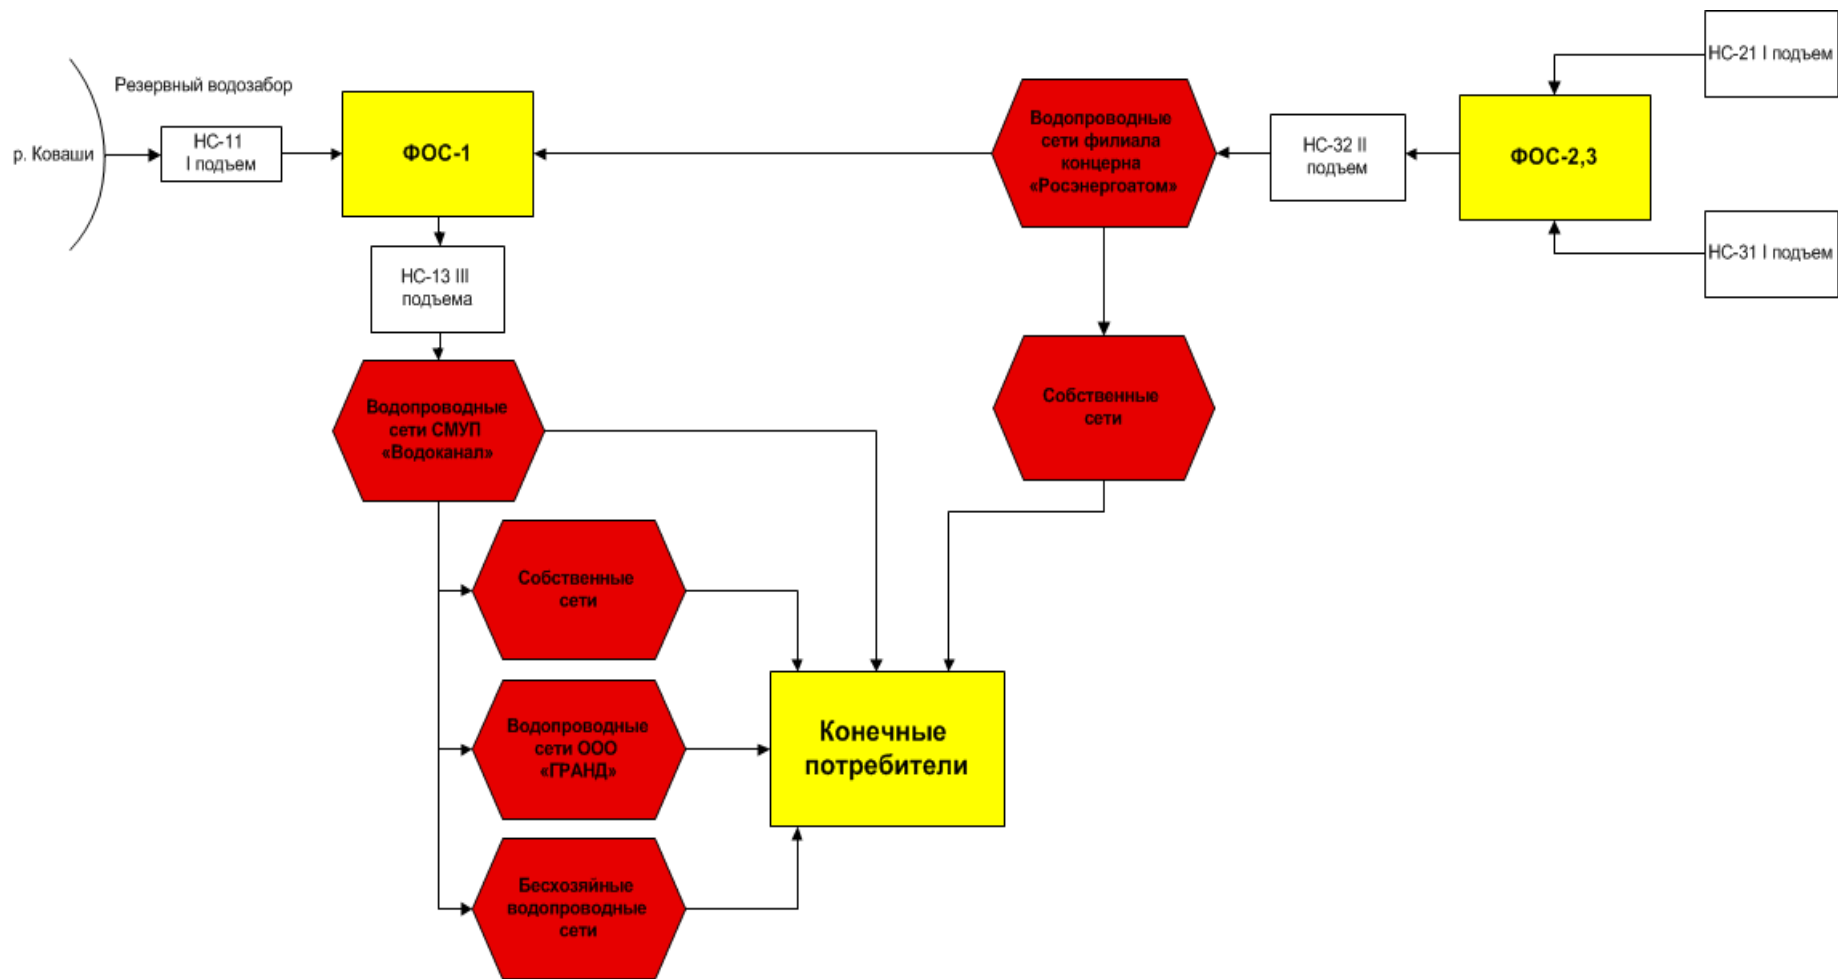 Резервный водозабор
р. Коваши
НС-11
I подъем
ФОС-1
Водопроводные
сети филиала
концерна
«Росэнергоатом»
НС-32 II
подъем
ФОС-2,3
НС-21 I подъем
НС-31 I подъем
НС-13 III
подъема
Водопроводные
сети СМУП
«Водоканал»
Собственные
сети
Собственные
сети
Водопроводные
сети ООО
«ГРАНД»
Бесхозяйные
водопроводные
сети
Конечные
потребители